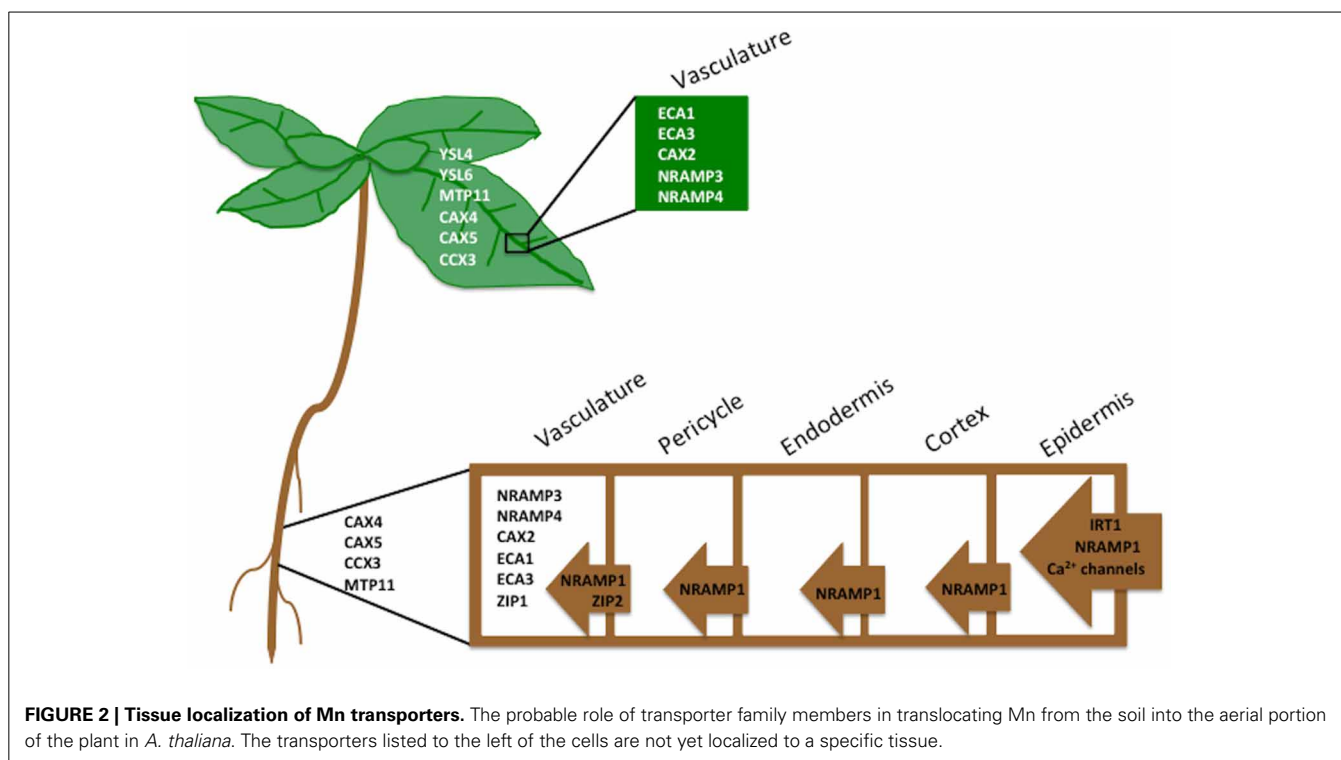 Vasculature
ECA1
ECA3
CAX2
NRAMP3
NRAMP4
YSL4
YSL6
MTP11
CAX4
CAX5
CCX3
Vasculature
Pericycle
Endodermis
Cortex
Epidermis
CAX4
CAX5
CCX3
MTP11
NRAMP3
NRAMP4
CAX2
ECA1
ECA3
ZIP1
NRAMP1
ZIP2
NRAMP1
NRAMP1
NRAMP1
IRT1
NRAMP1
Ca²⁺ channels
FIGURE 2 | Tissue localization of Mn transporters. The probable role of transporter family members in translocating Mn from the soil into the aerial portion
of the plant in A. thaliana. The transporters listed to the left of the cells are not yet localized to a specific tissue.